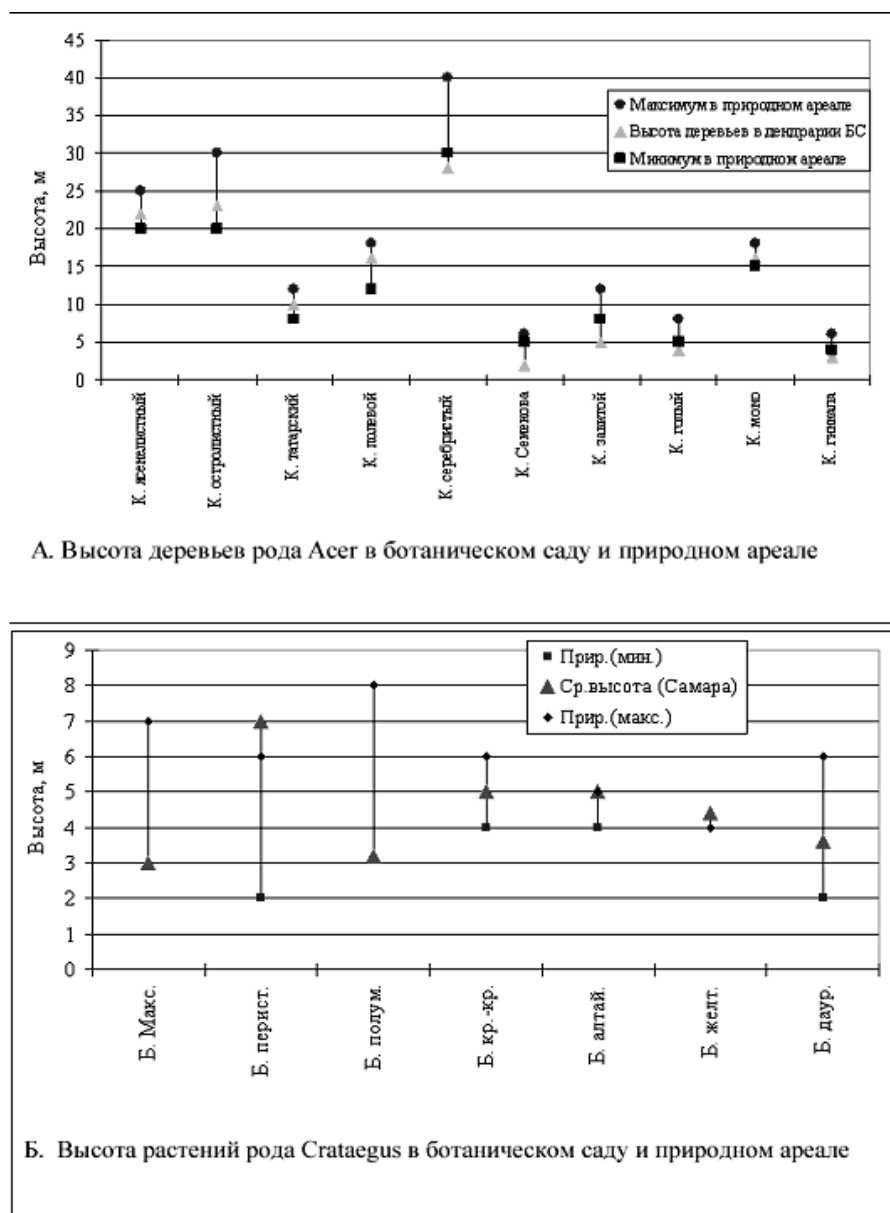 45
40
35
30
25
20
15
10
5
0
Высота, м
Максимум в природном ареале
Высота деревьев в дендрарии БС
Минимум в природном ареале
К. ясенелистный
К. остролистный
К. татарский
К. полевой
К. серебристый
К. Семенова
К. завитой
К. голый
К. моно
К. гиннала
А. Высота деревьев рода Acer в ботаническом саду и природном ареале
9
8
7
6
5
4
3
2
1
0
Высота, м
Прир.(мин.)
Ср.высота (Самара)
Прир.(макс.)
Б. Макс.
Б. перист.
Б. полум.
Б. кр.-кр.
Б. алтай.
Б. желт.
Б. даур.
Б. Высота растений рода Crataegus в ботаническом саду и природном ареале